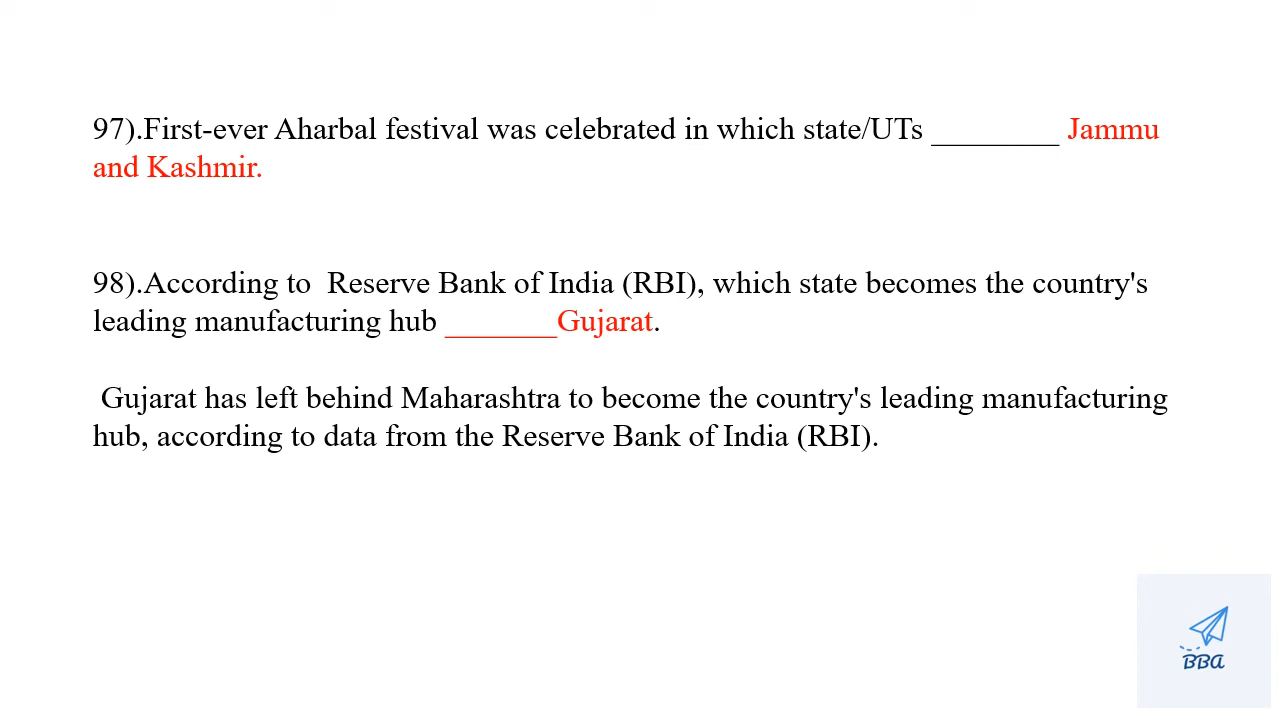 97).First-ever Aharbal festival was celebrated in which state/UTs ________ Jammu
and Kashmir.
98).According to  Reserve Bank of India (RBI), which state becomes the country's
leading manufacturing hub _______Gujarat.
Gujarat has left behind Maharashtra to become the country's leading manufacturing
hub, according to data from the Reserve Bank of India (RBI).
BBA